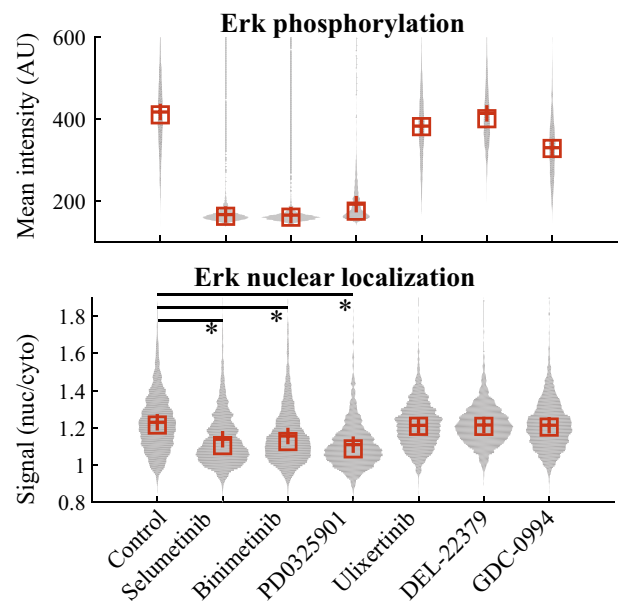 Erk phosphorylation
Mean intensity (AU)
600
400
200
Erk nuclear localization
Signal (nuc/cyto)
1.8
1.6
1.4
1.2
1
0.8
*
*
*
Control
Selumetinib
Binimetinib
PD0325901
Ulixertinib
DEL-22379
GDC-0994